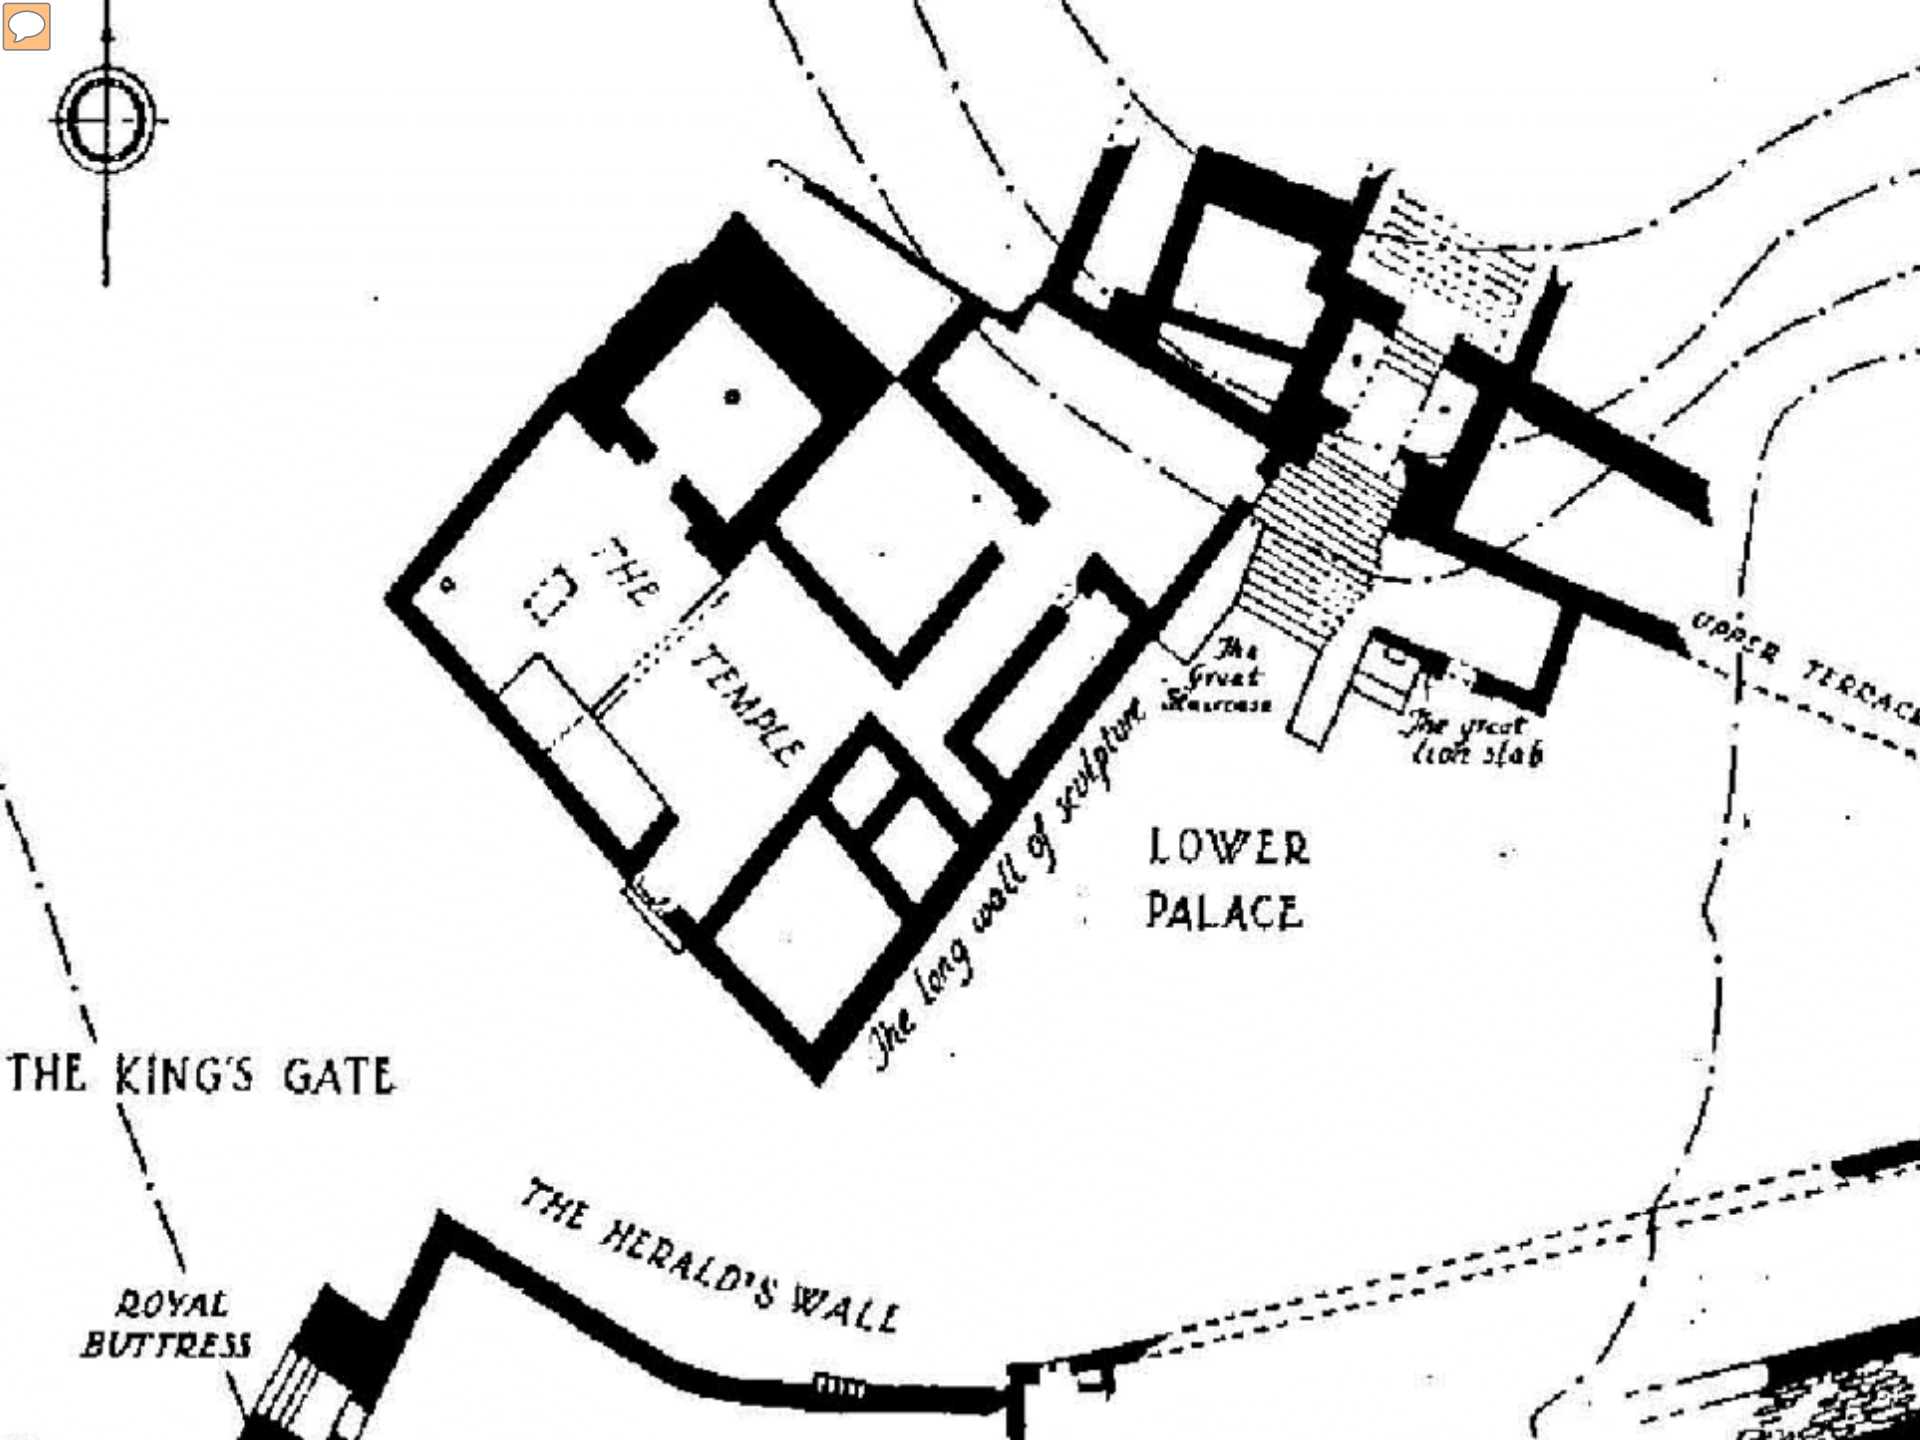 THE
TEMPLE
The
Great
Staircase
The great
lion slab
UPPER TERRACE
The long wall of sculpture
LOWER
PALACE
THE KING'S GATE
THE HERALD'S WALL
ROYAL
BUTTRESS